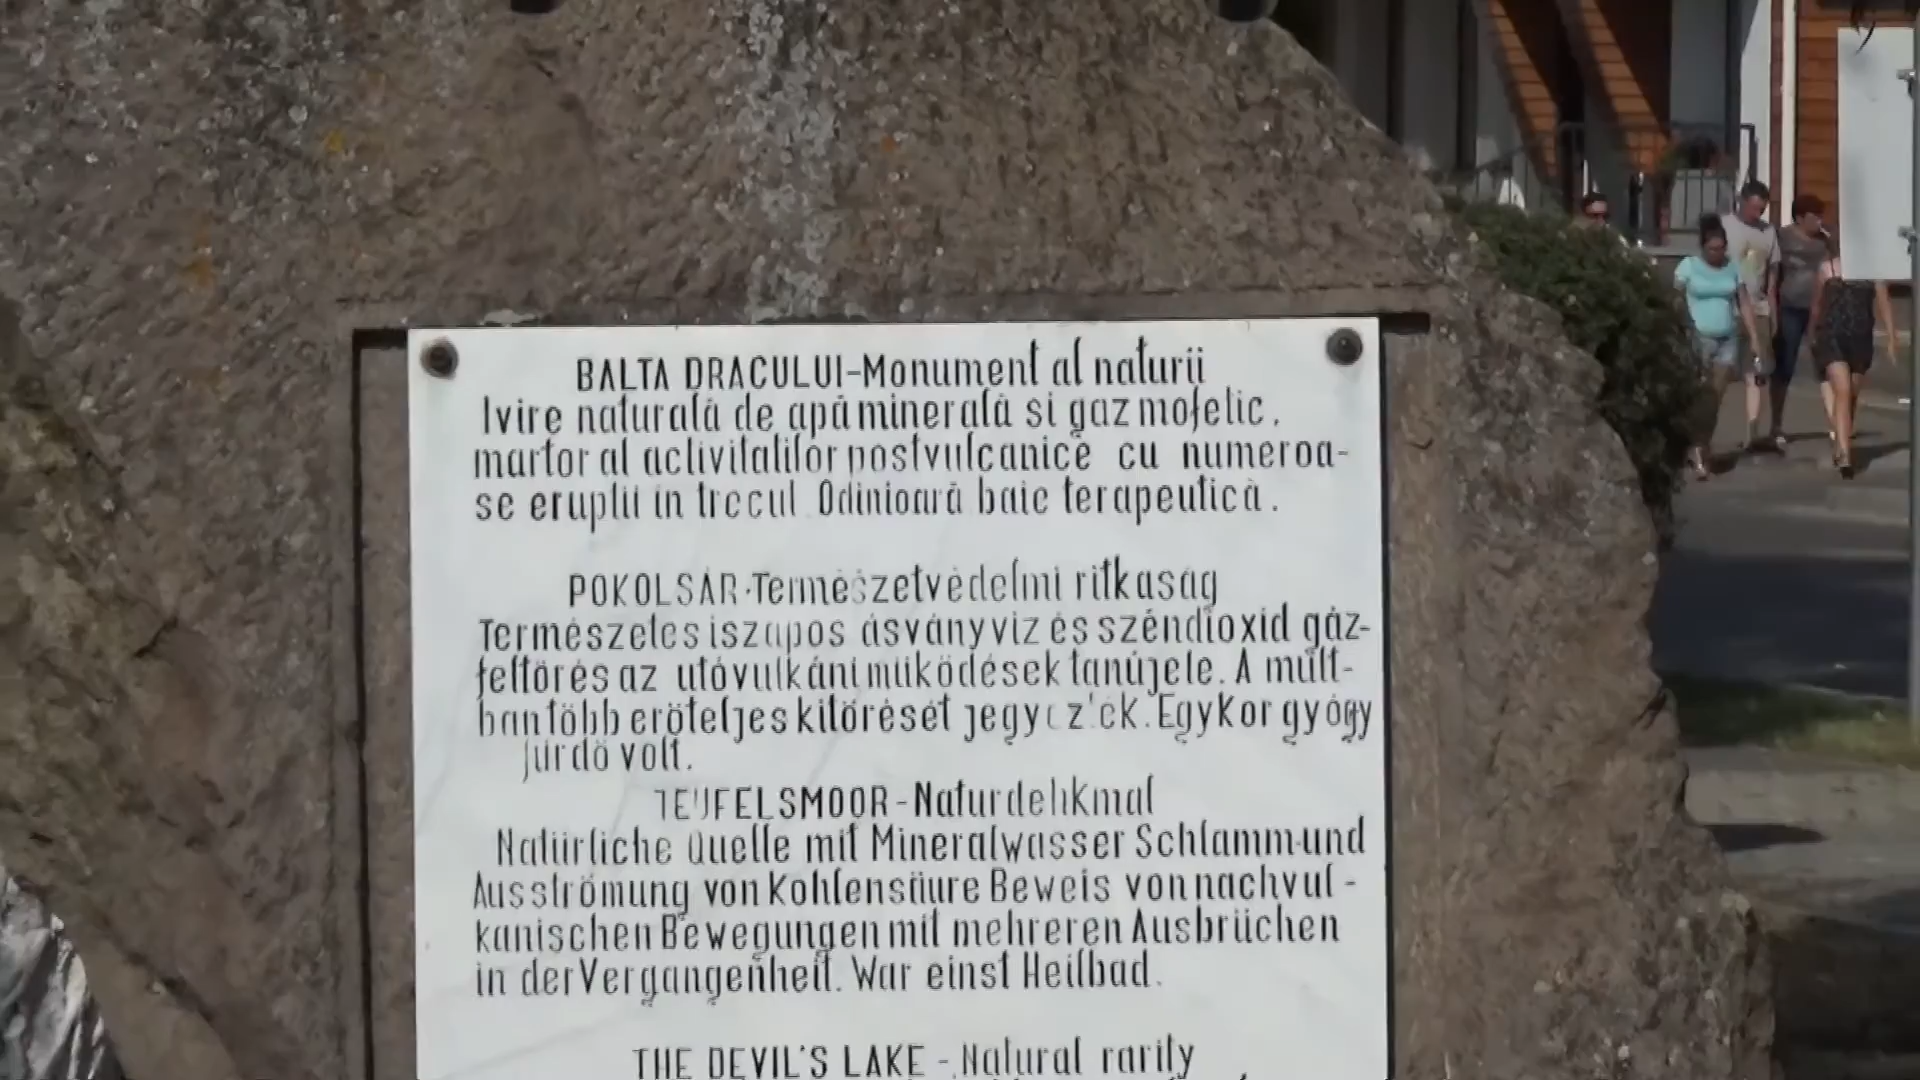 BALTA DRACULUI-Monument al naturii
Ivire naturală de apă minerală si gaz mofetic,
martor al activitatilor postvulcanice cu numeroa-
se eruptii in trecut Odinioară baie terapeutică.
POKOLSÁR-Természetvédelmi ritkaság
Természetes iszapos ásványvíz és széndioxid gáz-
feltörés az utóvulkáni müködések tanújele. A múlt-
ban több eröteljes kitörését jegyezték. Egykor gyógy
fürdö volt.
TEUFELSMOOR-Naturdenkmal
Natürliche Quelle mit Mineralwasser Schlamm-und
Ausströmung von Kohlensäure Beweis von nachvul-
kanischen Bewegungen mit mehreren Ausbrüchen
in der Vergangenheit. War einst Heilbad.
THE DEVIL'S LAKE - Natural rarity